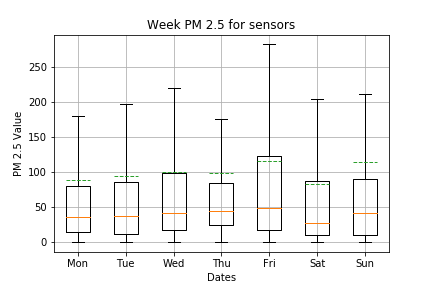 Week PM 2.5 for sensors
PM 2.5 Value
250
200
150
100
50
0
Mon Tue Wed Thu Fri Sat Sun
Dates